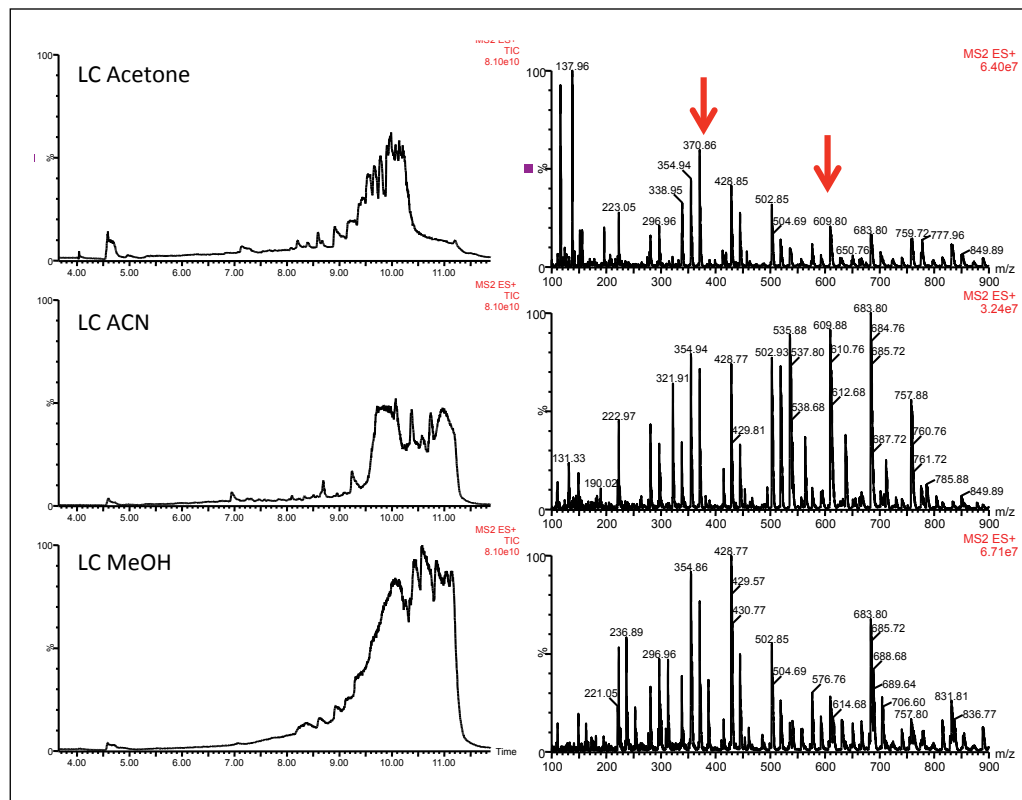 MS2 ES+
TIC
8.10e10
LC Acetone
100
%
4.00 5.00 6.00 7.00 8.00 9.00 10.00 11.00
MS2 ES+
6.40e7
100
137.96
370.86
354.94
428.85
338.95
502.85
223.05
296.96
504.69
609.80
683.80
650.76
759.72
777.96
849.89
%
0
100 200 300 400 500 600 700 800 900 m/z
MS2 ES+
TIC
8.10e10
LC ACN
100
%
0
4.00 5.00 6.00 7.00 8.00 9.00 10.00 11.00
MS2 ES+
3.24e7
100
683.80
684.76
685.72
609.88
610.76
612.68
535.88
537.80
538.68
502.93
354.94
428.77
429.81
321.91
222.97
131.33
190.02
687.72
757.88
760.76
761.72
785.88
849.89
%
0
100 200 300 400 500 600 700 800 900 m/z
MS2 ES+
TIC
8.10e10
LC MeOH
100
%
0
Time
4.00 5.00 6.00 7.00 8.00 9.00 10.00 11.00
MS2 ES+
6.71e7
100
428.77
429.57
430.77
354.86
236.89
296.96
221.05
502.85
504.69
576.76
614.68
683.80
685.72
688.68
689.64
706.60
757.80
831.81
836.77
%
0
100 200 300 400 500 600 700 800 900 m/z